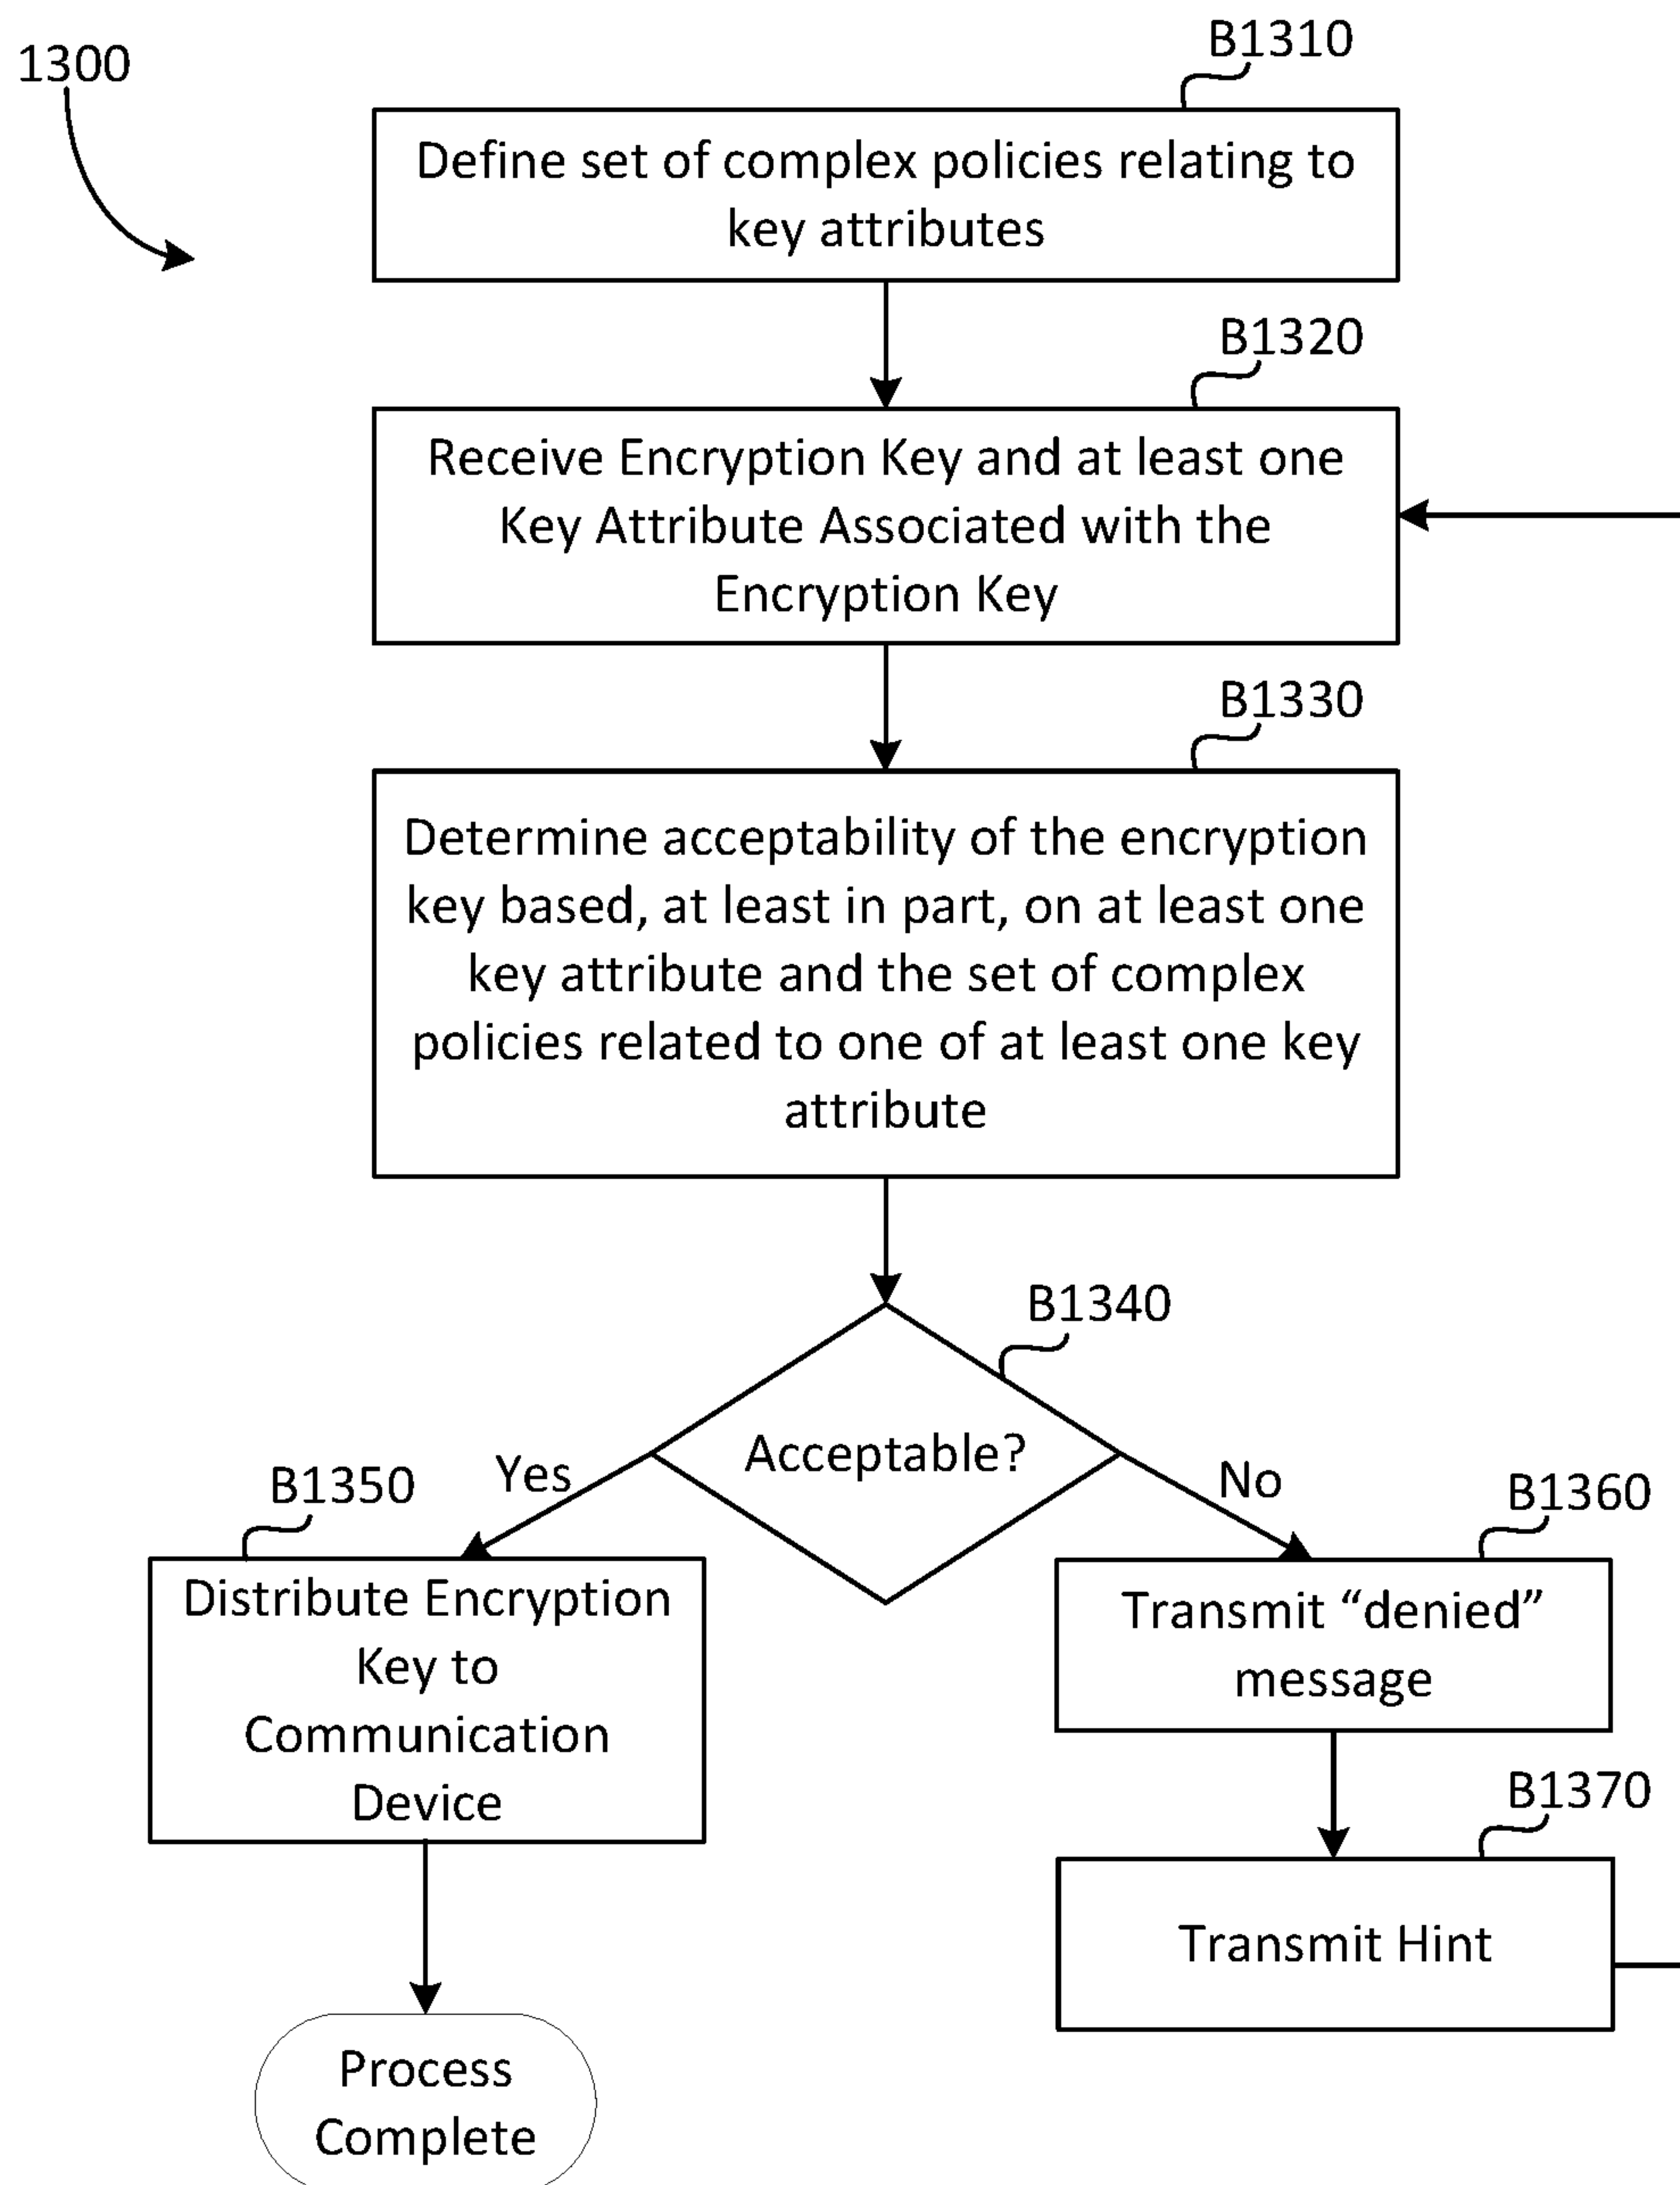 1300
B1310
Define set of complex policies relating to
key attributes
B1320
Receive Encryption Key and at least one
Key Attribute Associated with the
Encryption Key
B1330
Determine acceptability of the encryption
key based, at least in part, on at least one
key attribute and the set of complex
policies related to one of at least one key
attribute
B1340
Acceptable?
Yes
No
B1350
Distribute Encryption
Key to
Communication
Device
B1360
Transmit “denied”
message
B1370
Transmit Hint
Process
Complete